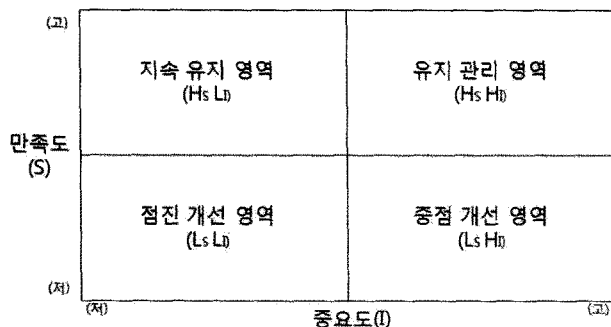 (고)
지속 유지 영역
(Hs LI)
유지 관리 영역
(Hs HI)
만족도
(S)
점진 개선 영역
(Ls LI)
중점 개선 영역
(Ls HI)
(저)
(저)
중요도(I)
(고)